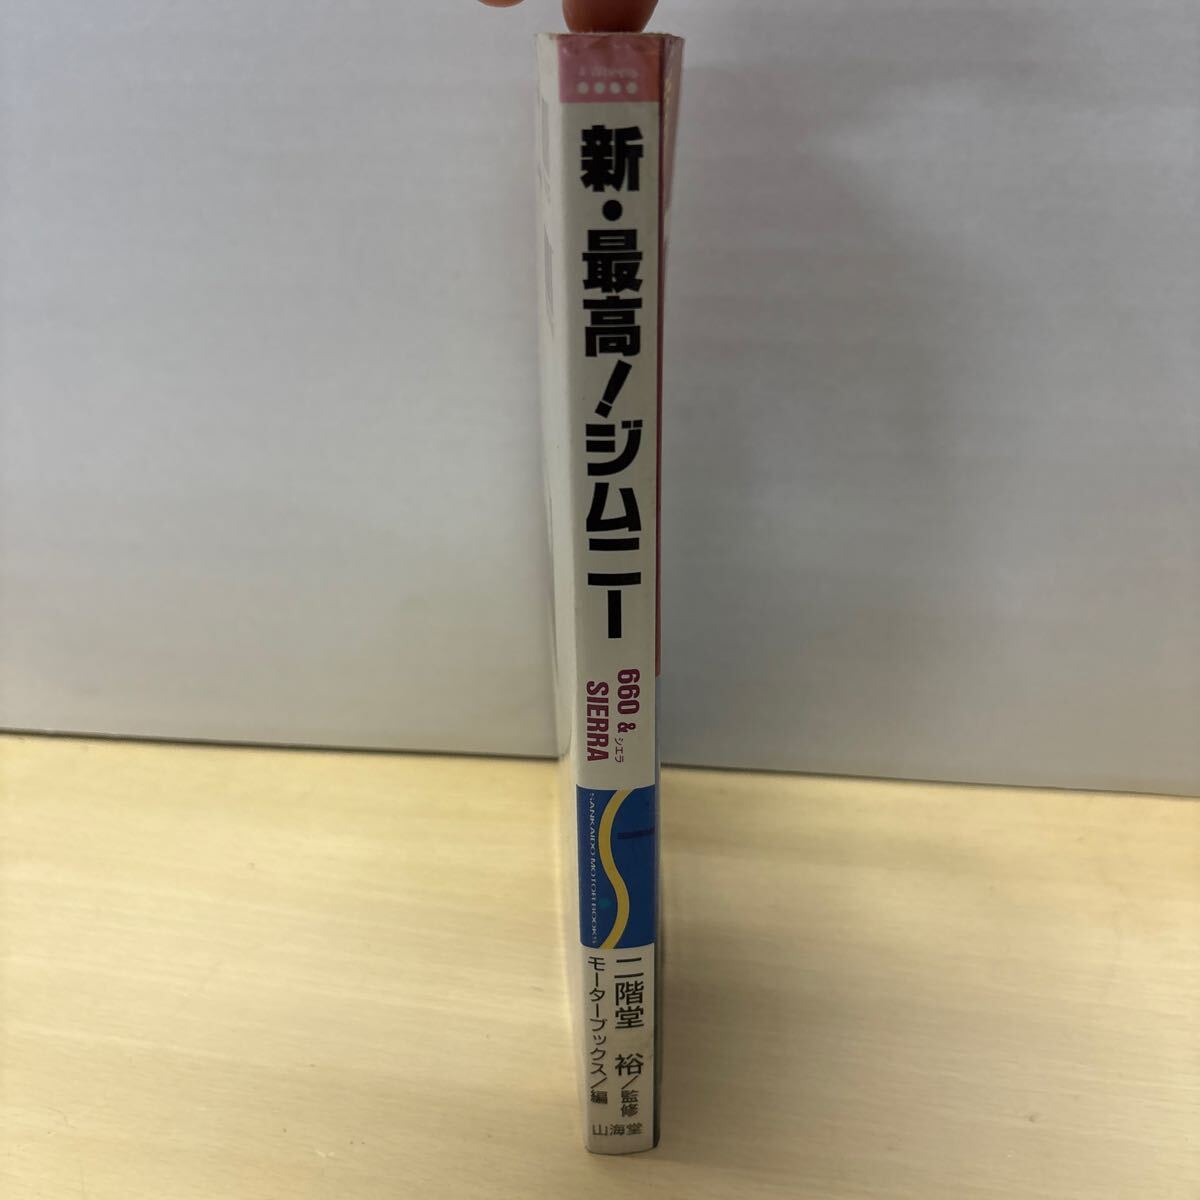 新・最高！ジムニー
660 & シエラ
SIERRA
SANKAIDO MOTOR BOOKS
二階堂 裕／監修
モーターブックス／編
山海堂